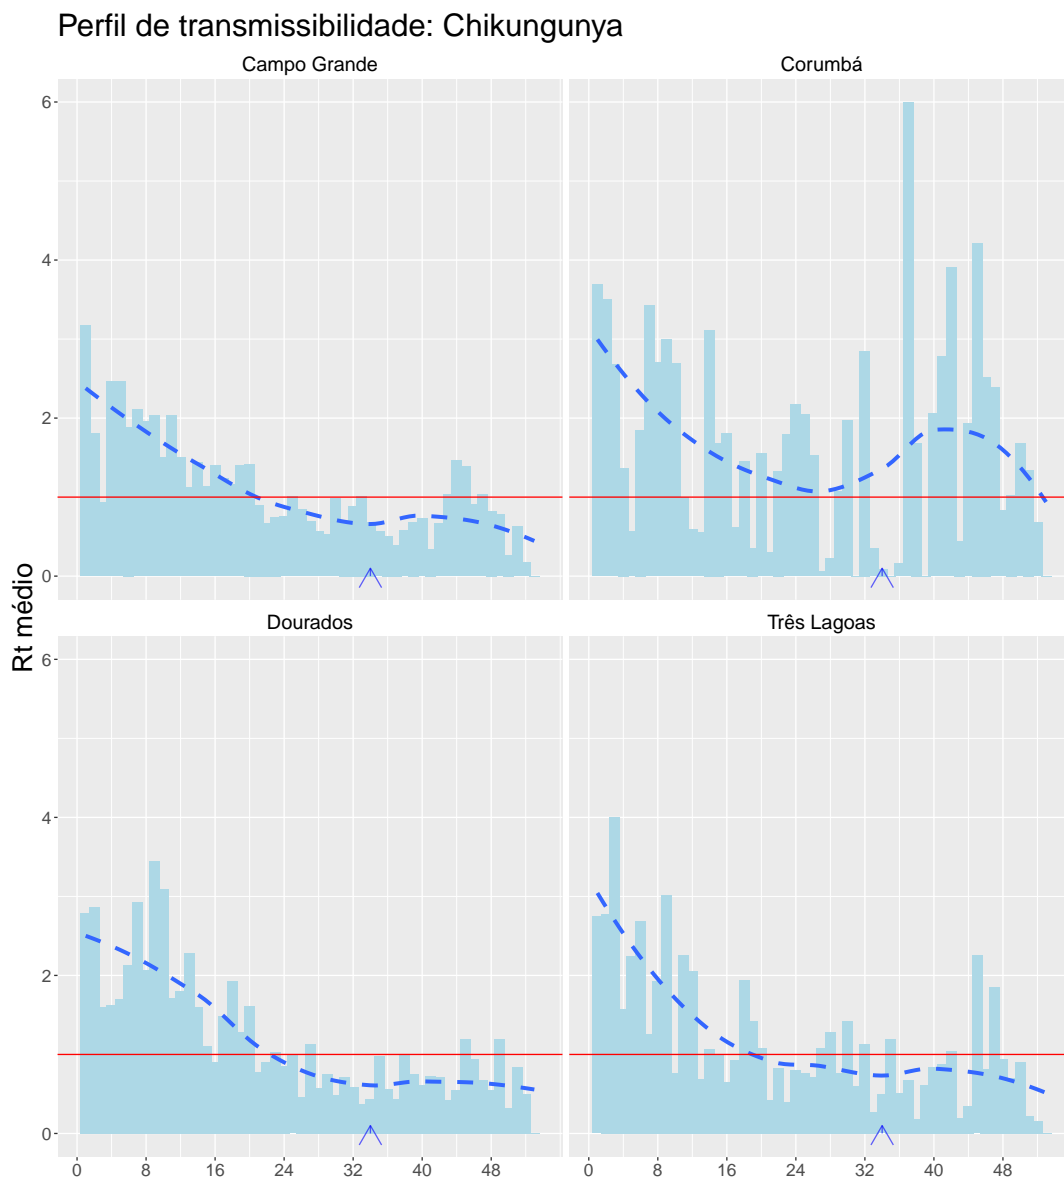 Perfil de transmissibilidade: Chikungunya
Campo Grande
Corumbá
6
4
2
0
Rt médio
Dourados
Três Lagoas
6
4
2
0
0 8 16 24 32 40 48
0 8 16 24 32 40 48